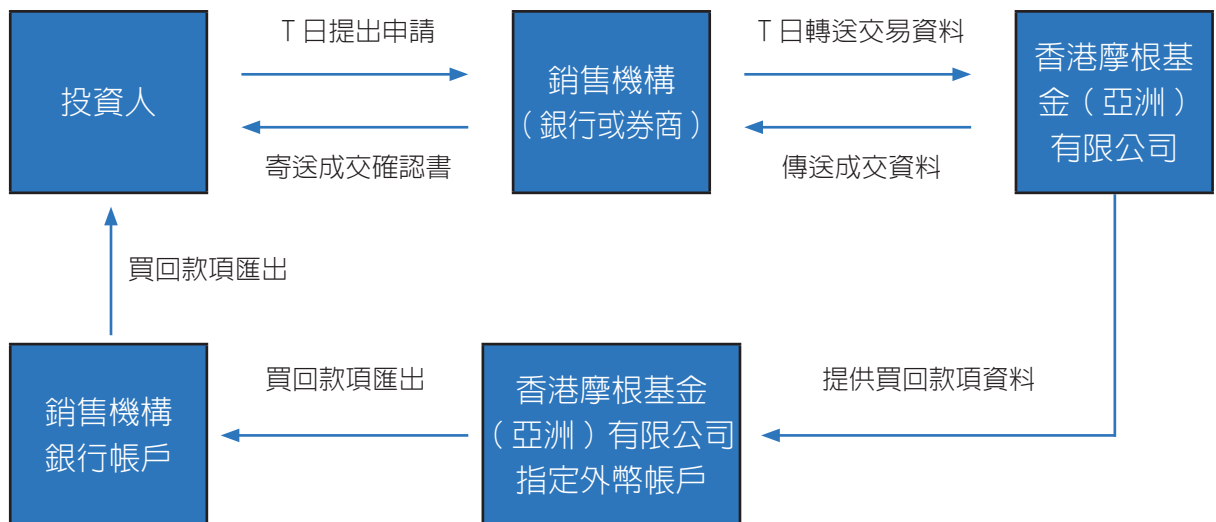 T日提出申請
T日轉送交易資料
投資人
銷售機構
（銀行或券商）
香港摩根基
金（亞洲）
有限公司
寄送成交確認書
傳送成交資料
買回款項匯出
買回款項匯出
提供買回款項資料
銷售機構
銀行帳戶
香港摩根基金
（亞洲）有限公司
指定外幣帳戶